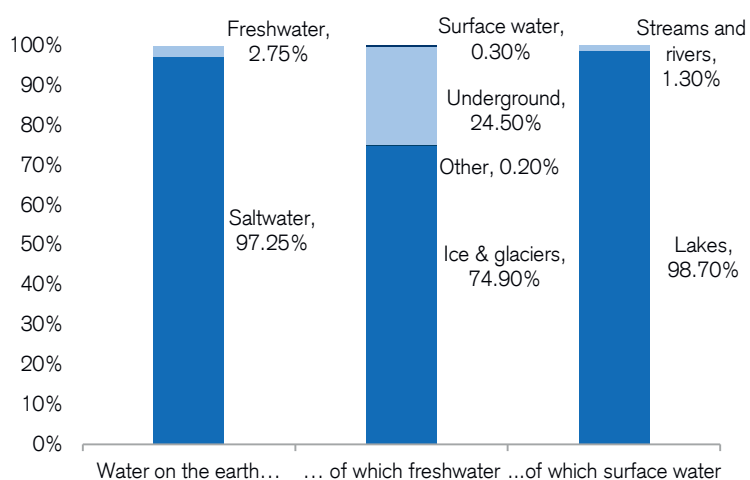 100%
90%
80%
70%
60%
50%
40%
30%
20%
10%
0%
Freshwater,
2.75%
Saltwater,
97.25%
Surface water,
0.30%
Underground,
24.50%
Other, 0.20%
Ice & glaciers,
74.90%
Streams and
rivers,
1.30%
Lakes,
98.70%
Water on the earth…
… of which freshwater
...of which surface water